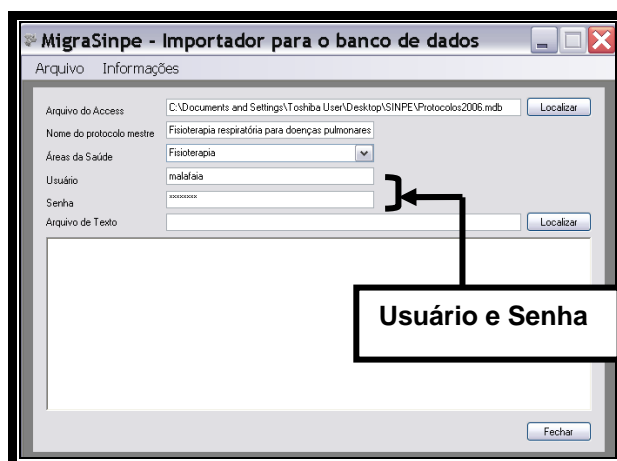 MigraSinpe - Importador para o banco de dados
Arquivo Informações
Arquivo do Access C:\Documents and Settings\Toshiba User\Desktop\SINPE\Protocolos2006.mdb Localizar
Nome do protocolo mestre Fisioterapia respiratória para doenças pulmonares
Áreas da Saúde Fisioterapia
Usuário malafaia
Senha xxxxxxxx
Arquivo de Texto Localizar
Usuário e Senha
Fechar